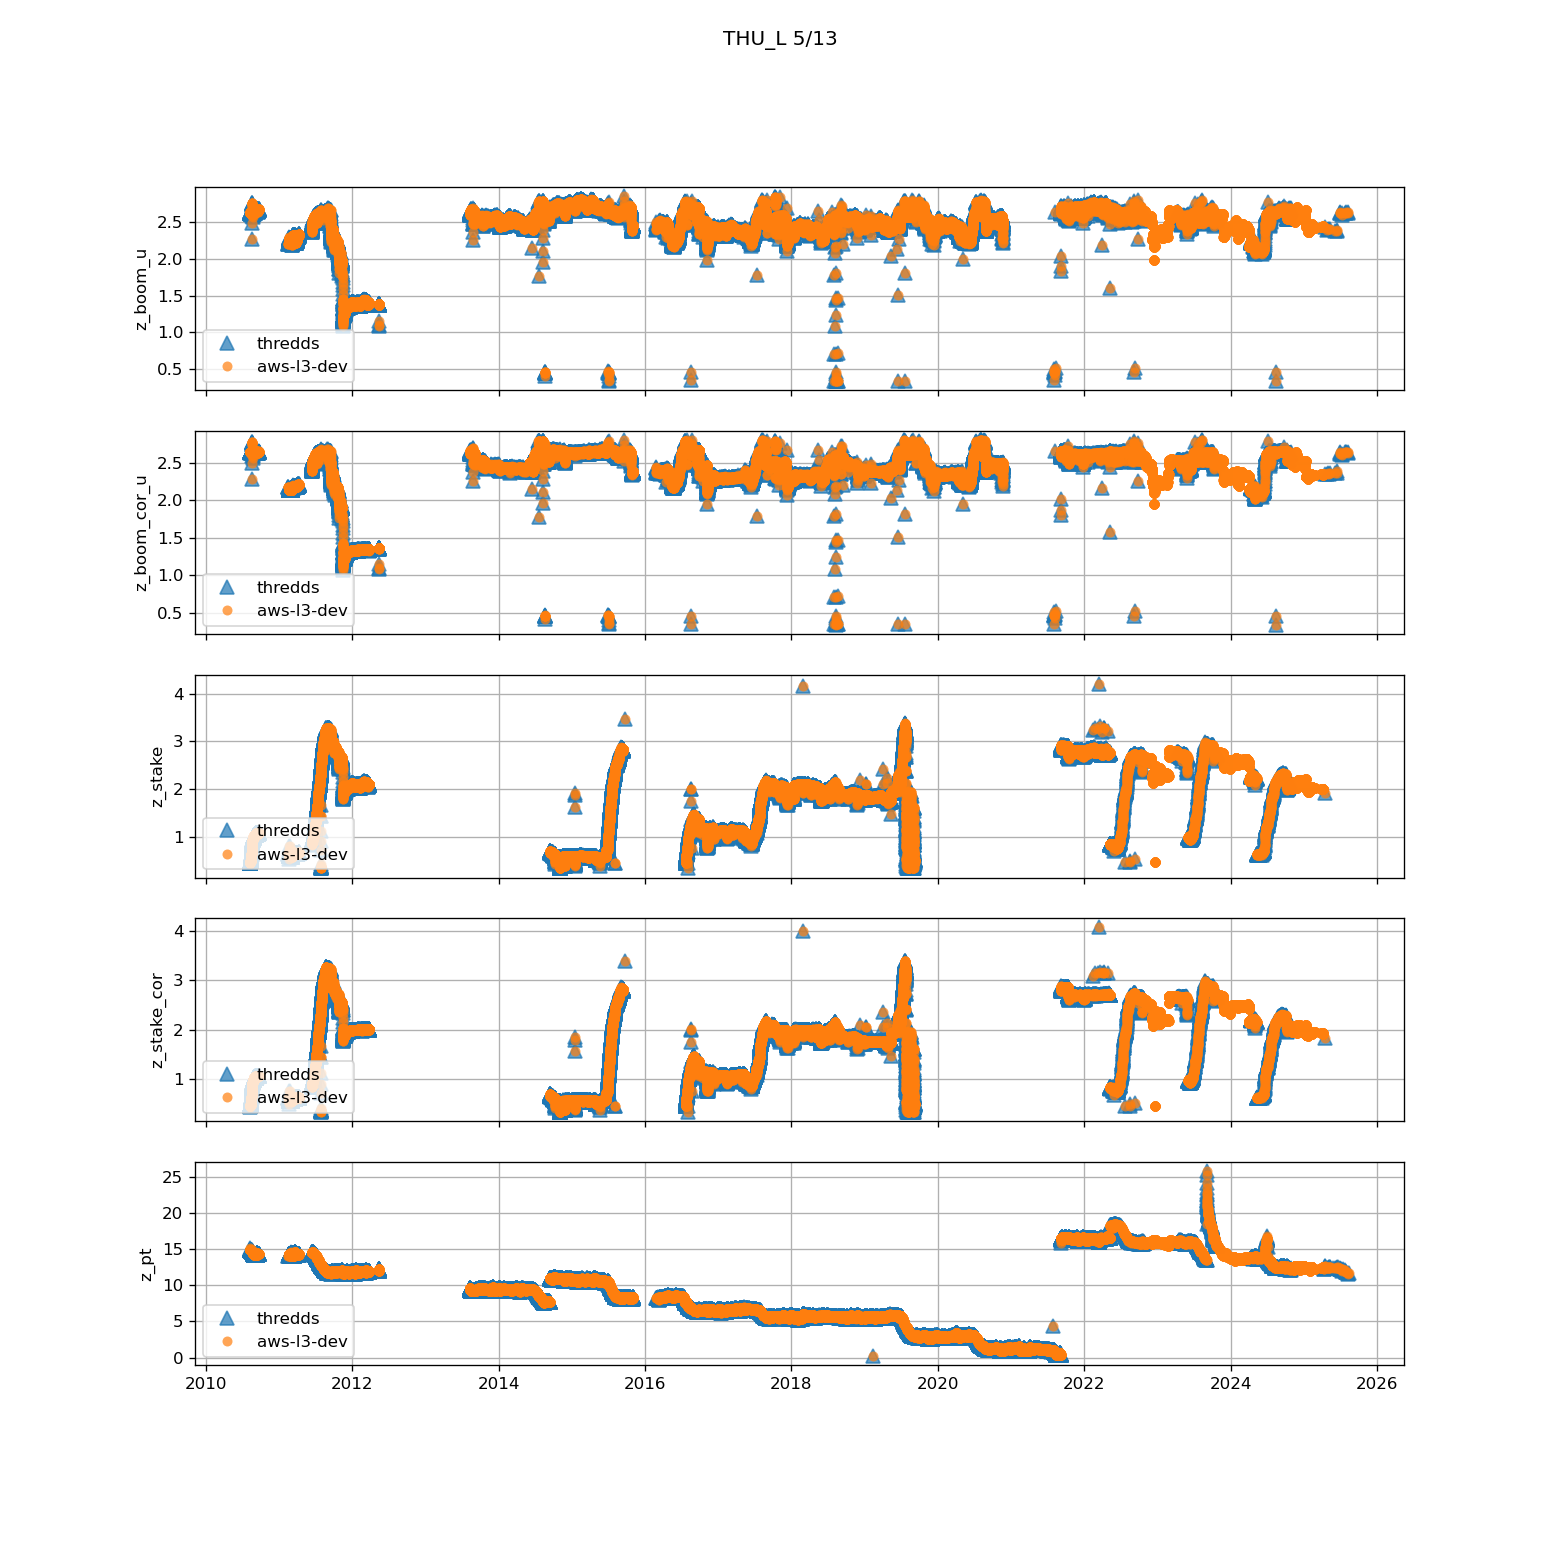 THU_L 5/13
z_boom_u
2.5
2.0
1.5
1.0
0.5
thredds
aws-l3-dev
z_boom_cor_u
2.5
2.0
1.5
1.0
0.5
thredds
aws-l3-dev
z_stake
4
3
2
1
thredds
aws-l3-dev
z_stake_cor
4
3
2
1
thredds
aws-l3-dev
z_pt
25
20
15
10
5
0
thredds
aws-l3-dev
2010 2012 2014 2016 2018 2020 2022 2024 2026